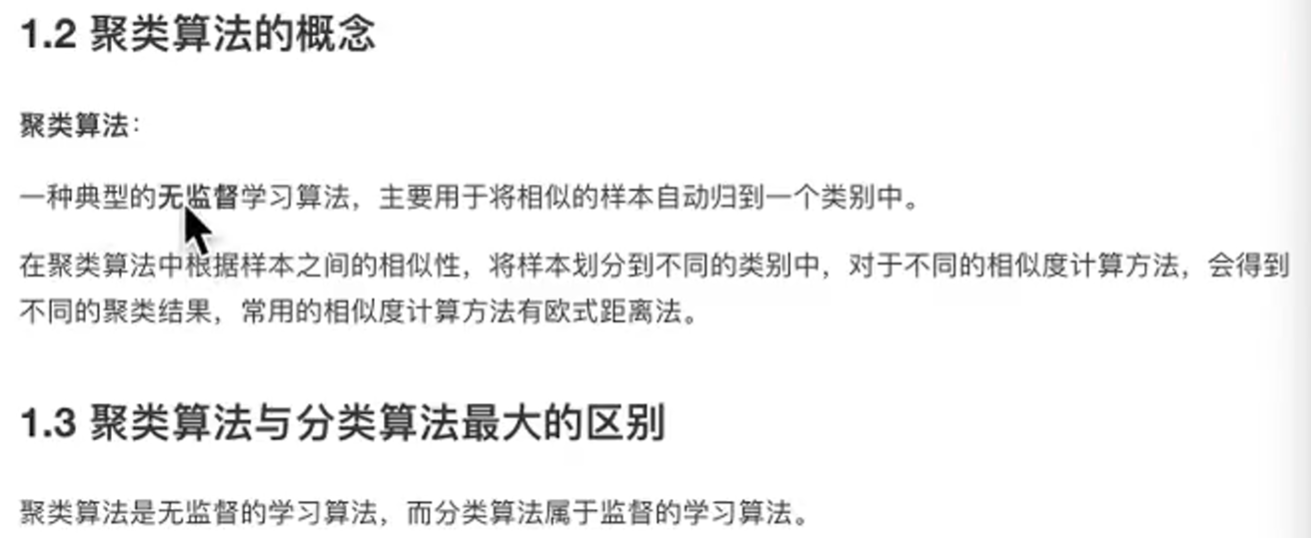 1.2 聚类算法的概念
聚类算法：
一种典型的无监督学习算法，主要用于将相似的样本自动归到一个类别中。
在聚类算法中根据样本之间的相似性，将样本划分到不同的类别中，对于不同的相似度计算方法，会得到
不同的聚类结果，常用的相似度计算方法有欧式距离法。
1.3 聚类算法与分类算法最大的区别
聚类算法是无监督的学习算法，而分类算法属于监督的学习算法。